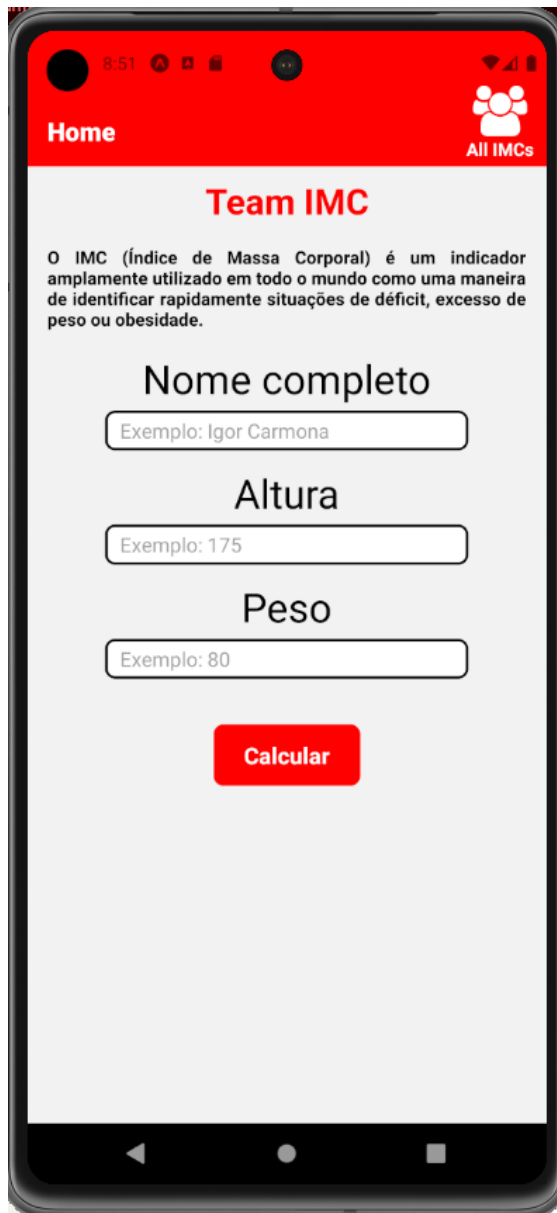 8:51
Home
All IMCs
Team IMC
O IMC (Índice de Massa Corporal) é um indicador
amplamente utilizado em todo o mundo como uma maneira
de identificar rapidamente situações de déficit, excesso de
peso ou obesidade.
Nome completo
Exemplo: Igor Carmona
Altura
Exemplo: 175
Peso
Exemplo: 80
Calcular